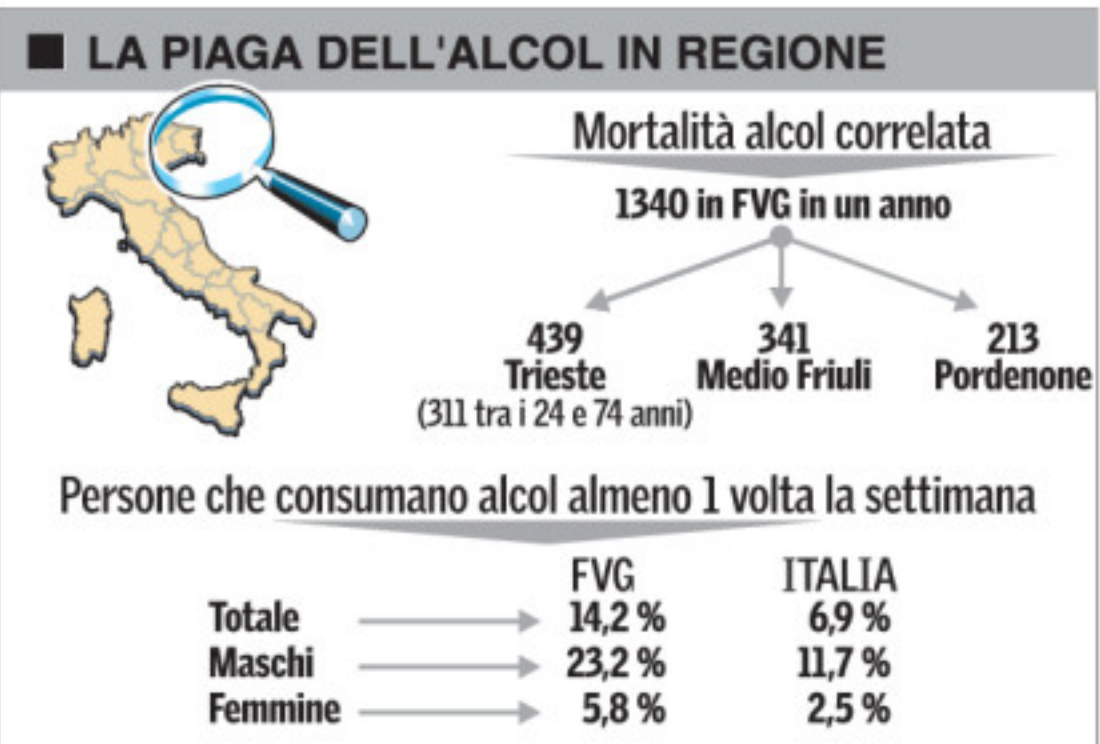 LA PIAGA DELL'ALCOL IN REGIONE
Mortalità alcol correlata
1340 in FVG in un anno
439 341 213
Trieste Medio Friuli Pordenone
(311 tra i 24 e 74 anni)
Persone che consumano alcol almeno 1 volta la settimana
FVG ITALIA
Totale 14,2 % 6,9 %
Maschi 23,2 % 11,7 %
Femmine 5,8 % 2,5 %